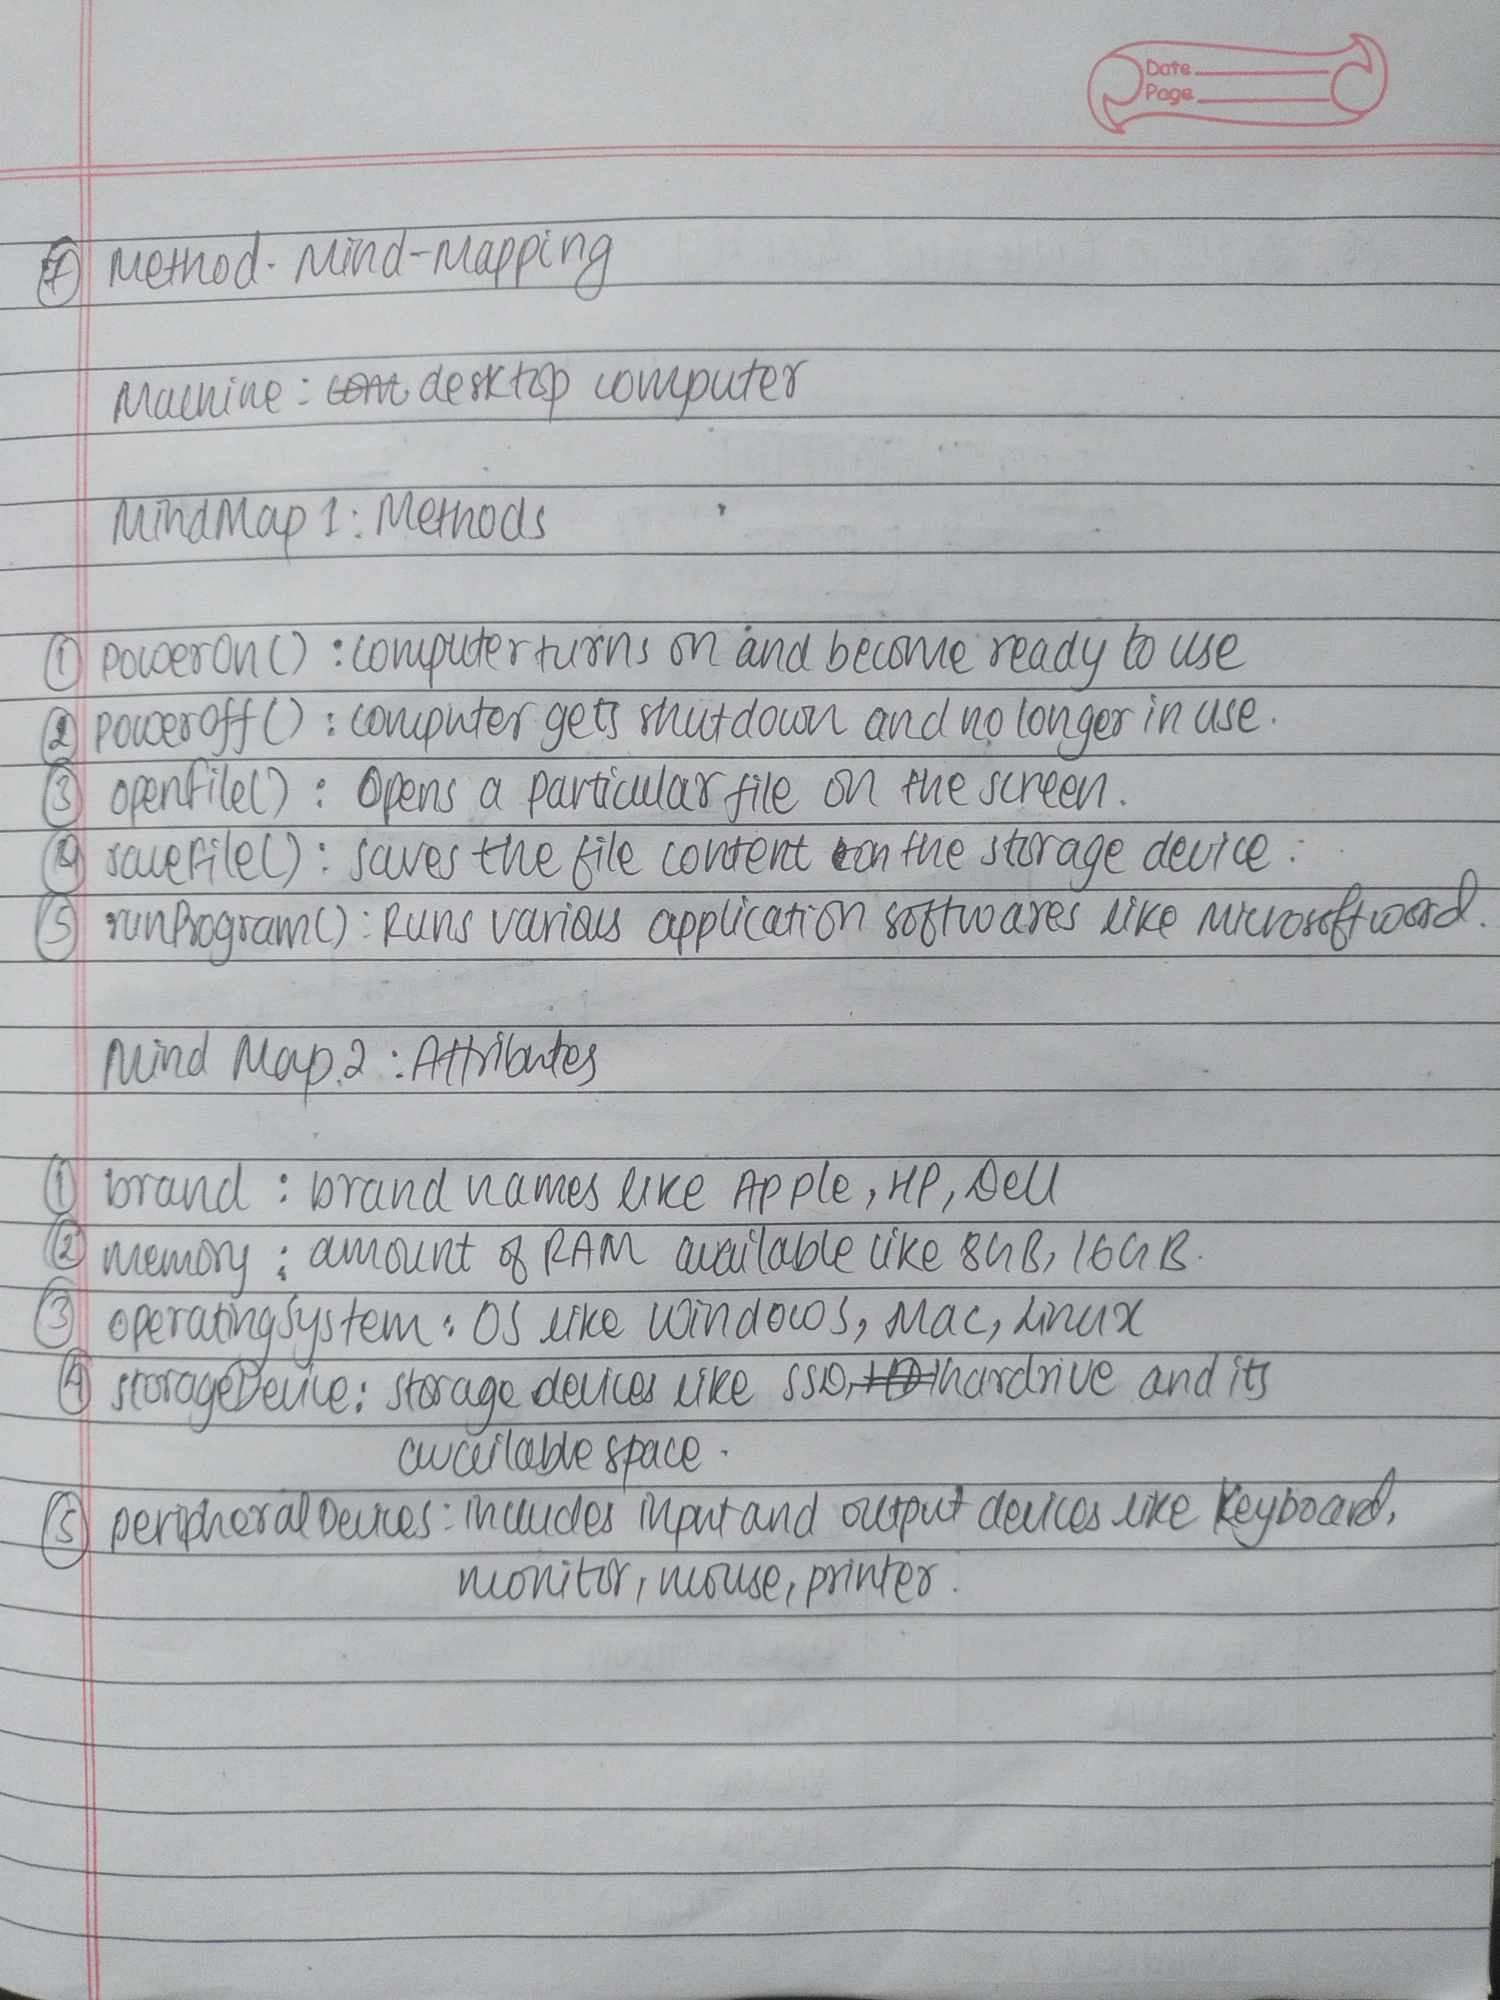 Date
Page
7 Method- Mind-Mapping
Machine: desktop computer
MindMap 1: Methods
1 powerOn() : computer turns on and become ready to use
2 poweroff() : computer gets shutdown and no longer in use.
3 openfile() : Opens a particular file on the screen.
4 saveFile() : saves the file content on the storage device.
5 runProgram() : Runs various application softwares like Microsoft word.
Mind Map.2 : Attributes
1 brand : brand names like Apple, HP, Dell
2 memory : amount of RAM available like 8GB, 16GB.
3 operatingSystem : OS like Windows, Mac, Linux
4 storageDevice: storage devices like SSD, hardrive and its
available space.
5 peripheralDevices: includes input and output devices like Keyboard,
monitor, mouse, printer.